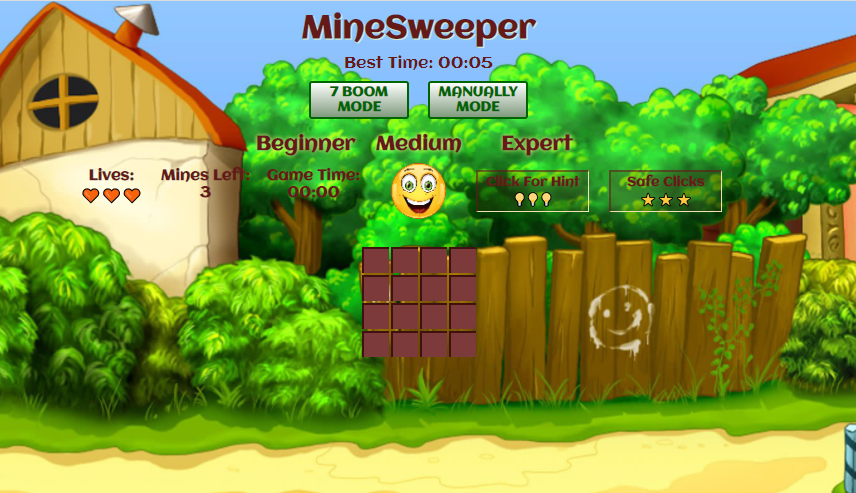 MineSweeper
Best Time: 00:05
7 BOOM
MODE
MANUALLY
MODE
Beginner Medium Expert
Lives:
Mines Left:
3
Game Time:
00:00
Click For Hint
Safe Clicks